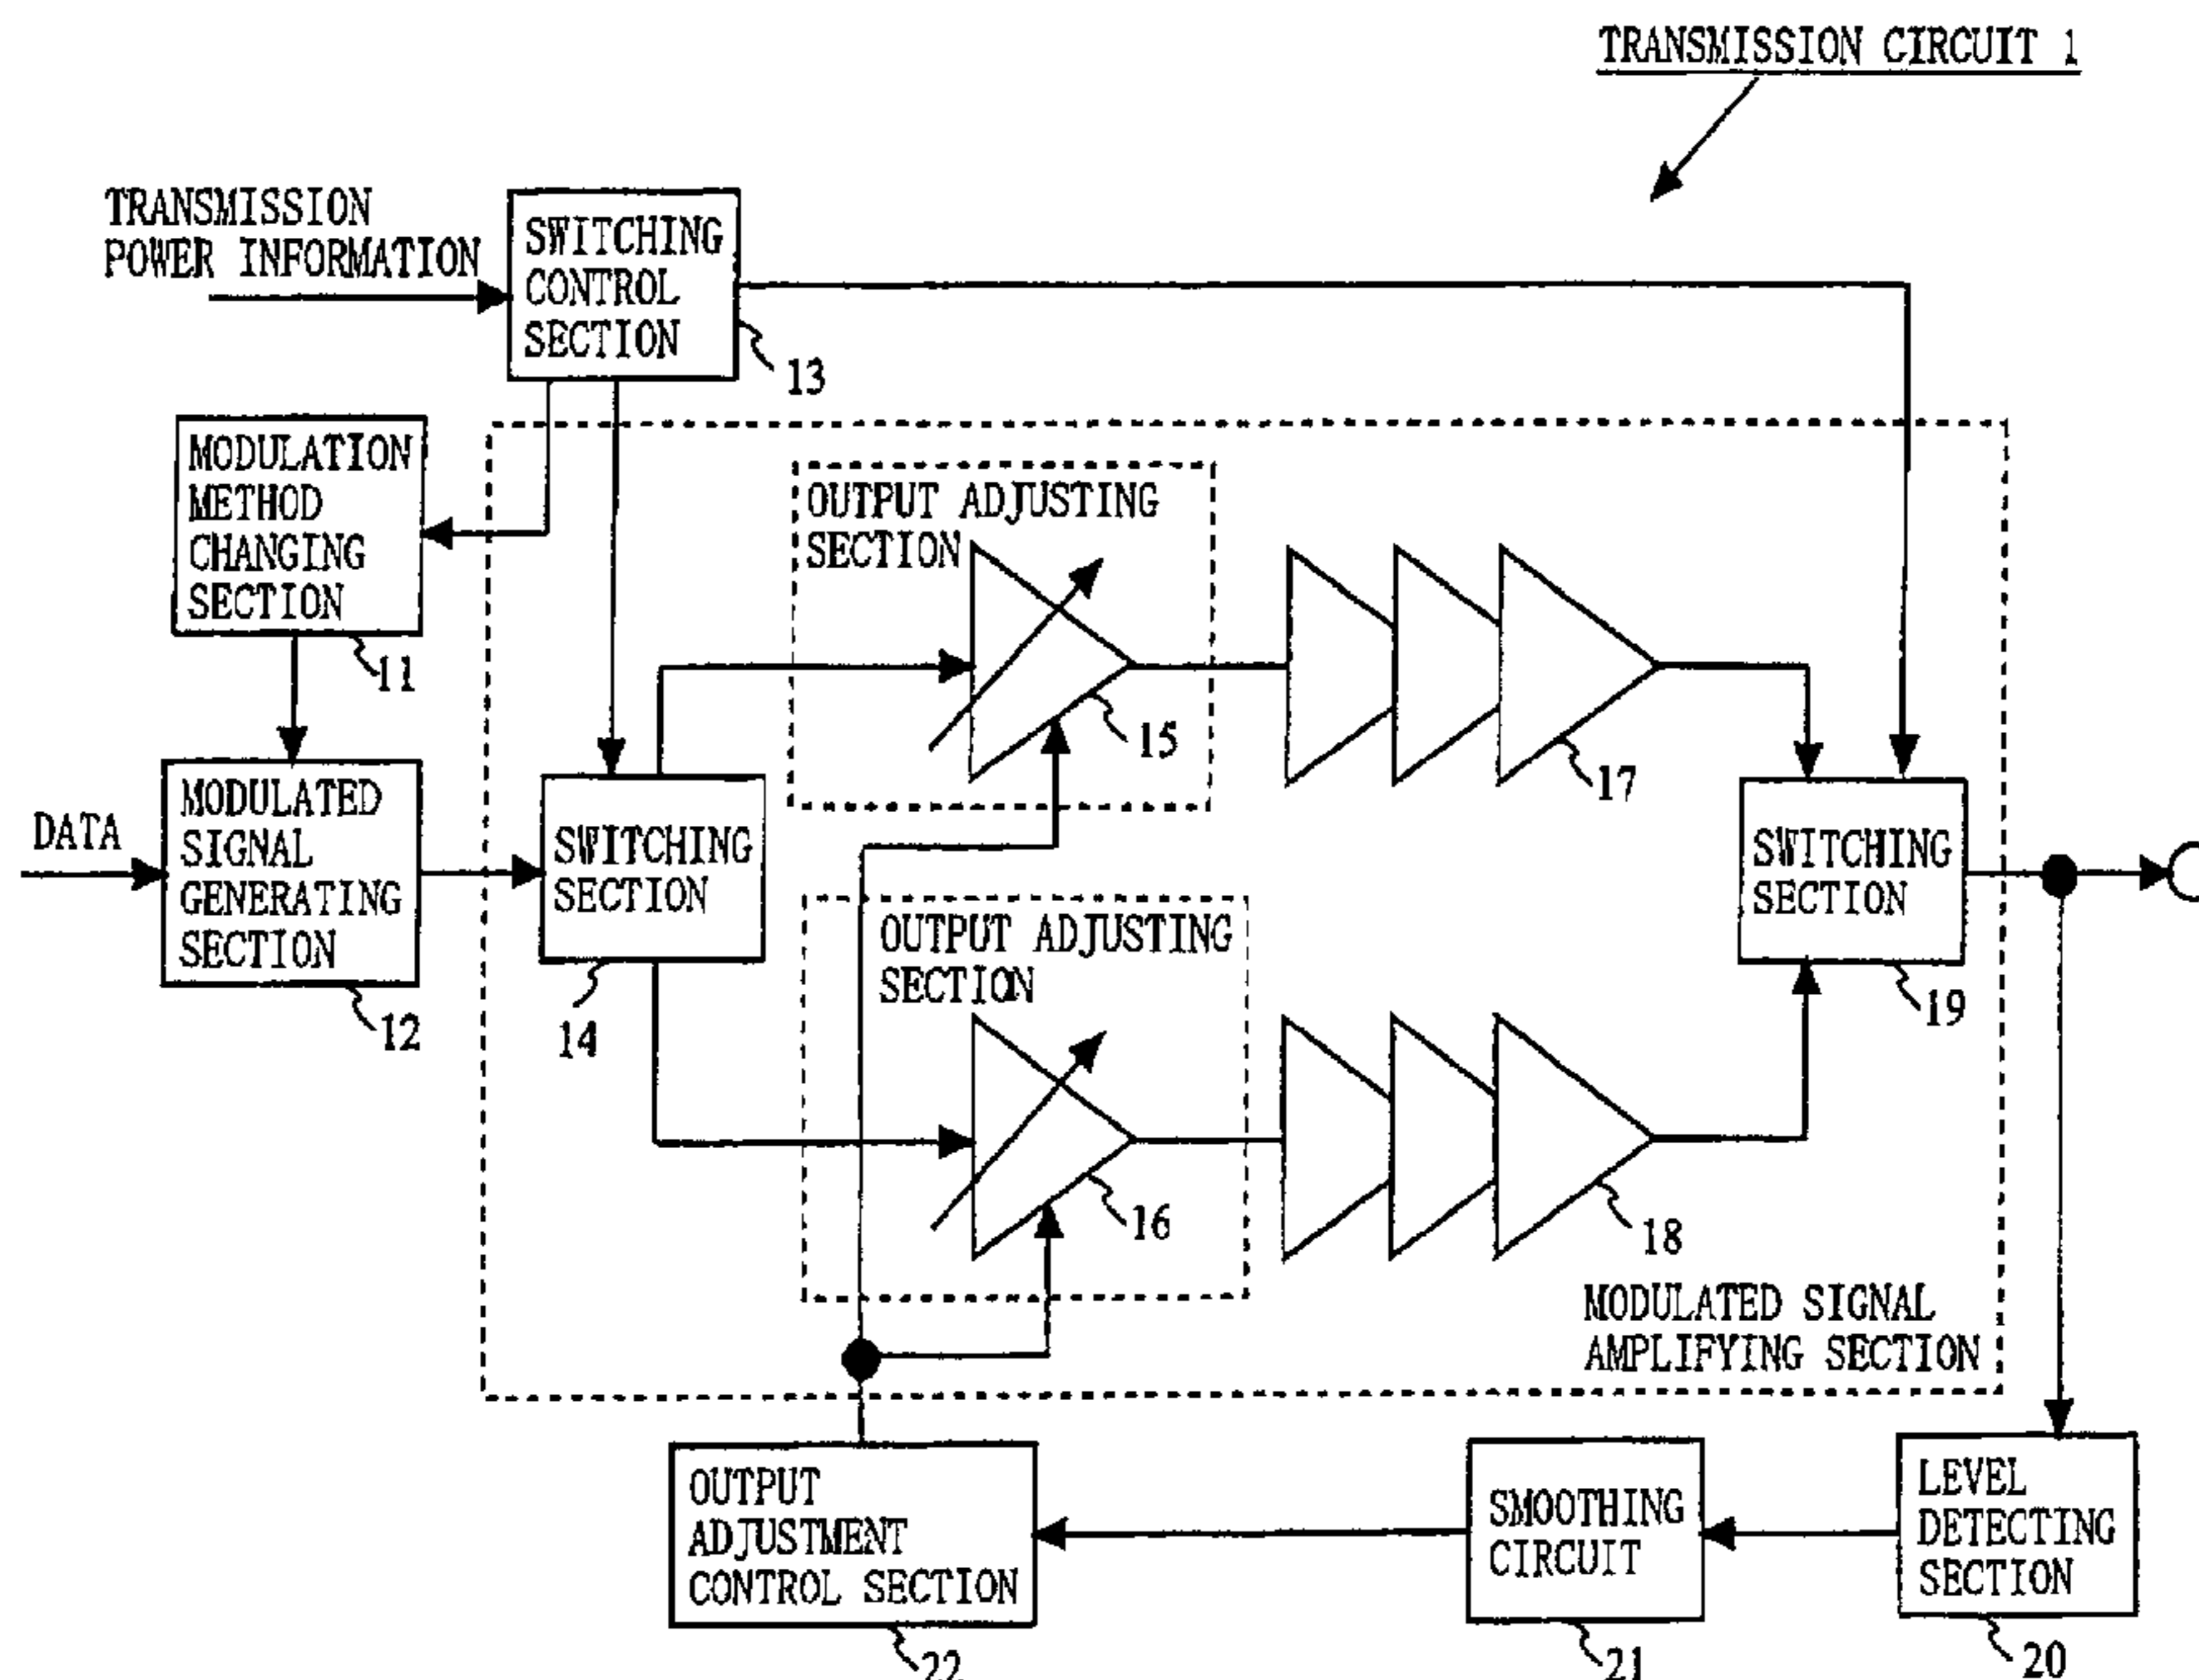 TRANSMISSION CIRCUIT 1
TRANSMISSION
POWER INFORMATION
SWITCHING
CONTROL
SECTION
13
MODULATION
METHOD
CHANGING
SECTION
11
OUTPUT ADJUSTING
SECTION
15
17
DATA
MODULATED
SIGNAL
GENERATING
SECTION
12
SWITCHING
SECTION
14
OUTPUT ADJUSTING
SECTION
16
18
SWITCHING
SECTION
19
MODULATED SIGNAL
AMPLIFYING SECTION
OUTPUT
ADJUSTMENT
CONTROL SECTION
22
SMOOTHING
CIRCUIT
21
LEVEL
DETECTING
SECTION
20